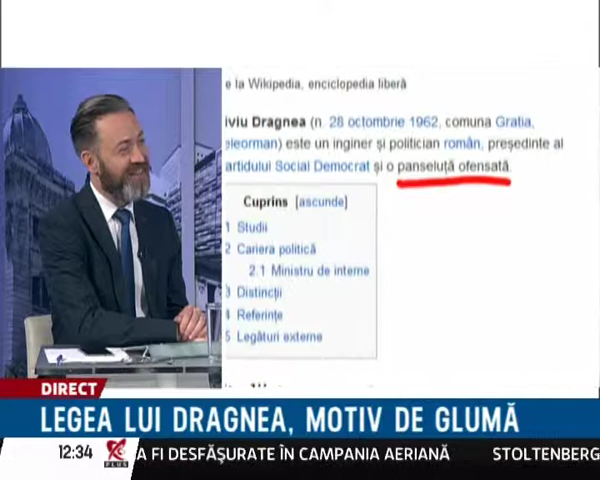 e la Wikipedia, enciclopedia liberă
iviu Dragnea (n. 28 octombrie 1962, comuna Gratia,
eleorman) este un inginer și politician român, președinte al
artidului Social Democrat și o panseluță ofensată.
Cuprins [ascunde]
1 Studii
2 Cariera politică
2.1 Ministru de interne
3 Distincții
4 Referințe
5 Legături externe
DIRECT
LEGEA LUI DRAGNEA, MOTIV DE GLUMĂ
12:34 PLUS A FI DESFĂȘURATE ÎN CAMPANIA AERIANĂ STOLTENBERG